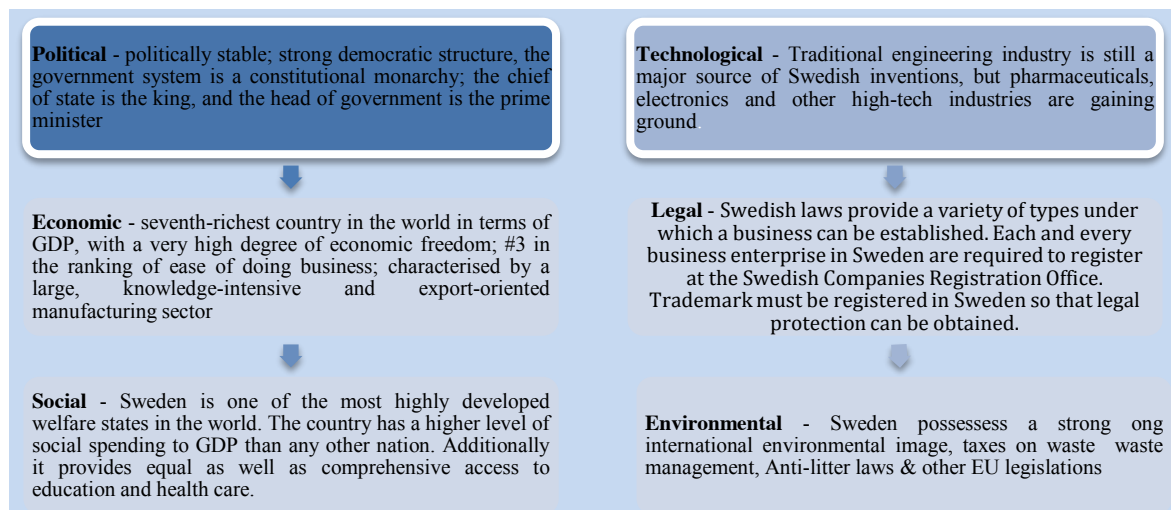 Political - politically stable; strong democratic structure, the
government system is a constitutional monarchy; the chief
of state is the king, and the head of government is the prime
minister
Economic - seventh-richest country in the world in terms of
GDP, with a very high degree of economic freedom; #3 in
the ranking of ease of doing business; characterised by a
large, knowledge-intensive and export-oriented
manufacturing sector
Social - Sweden is one of the most highly developed
welfare states in the world. The country has a higher level of
social spending to GDP than any other nation. Additionally
it provides equal as well as comprehensive access to
education and health care.
Technological - Traditional engineering industry is still a
major source of Swedish inventions, but pharmaceuticals,
electronics and other high-tech industries are gaining
ground.
Legal - Swedish laws provide a variety of types under
which a business can be established. Each and every
business enterprise in Sweden are required to register
at the Swedish Companies Registration Office.
Trademark must be registered in Sweden so that legal
protection can be obtained.
Environmental - Sweden possessess a strong ong
international environmental image, taxes on waste waste
management, Anti-litter laws & other EU legislations